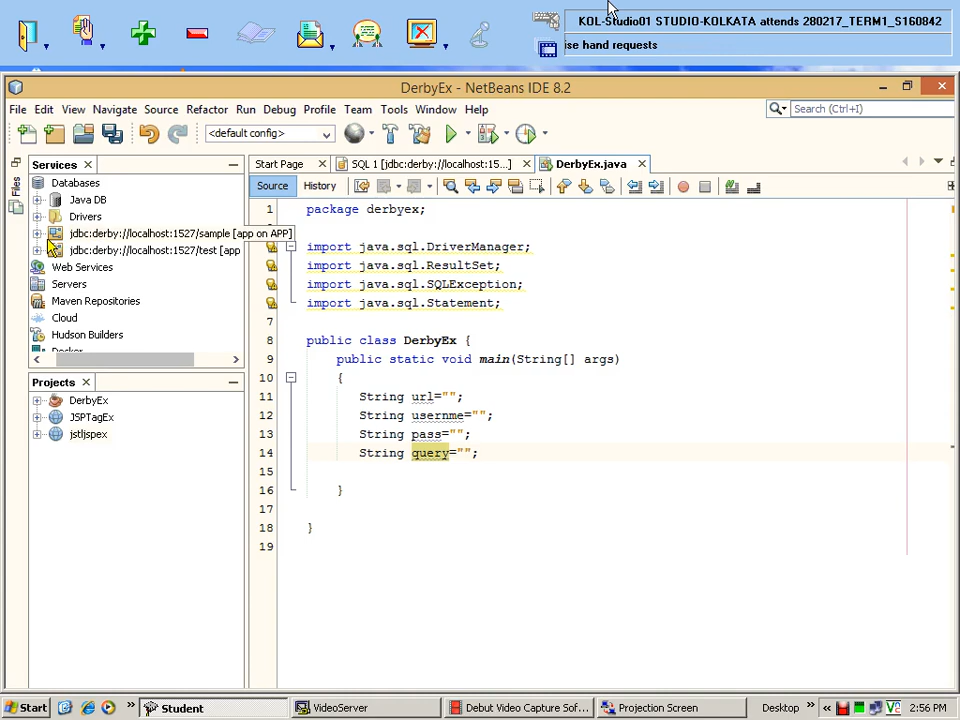 KOL-Studio01 STUDIO-KOLKATA attends 280217_TERM1_S160842
ise hand requests
DerbyEx - NetBeans IDE 8.2
File Edit View Navigate Source Refactor Run Debug Profile Team Tools Window Help
Search (Ctrl+I)
<default config>
Files
Services
Start Page
SQL 1 [jdbc:derby://localhost:15...]
DerbyEx.java
Source History
Databases
Java DB
Drivers
jdbc:derby://localhost:1527/sample [app on APP]
jdbc:derby://localhost:1527/test [app
Web Services
Servers
Maven Repositories
Cloud
Hudson Builders
Docker
Projects
DerbyEx
JSPTagEx
jstljspex
1 package derbyex;
import java.sql.DriverManager;
import java.sql.ResultSet;
import java.sql.SQLException;
import java.sql.Statement;
7
8 public class DerbyEx {
9 public static void main(String[] args)
10 {
11 String url="";
12 String usernme="";
13 String pass="";
14 String query="";
15
16 }
17
18 }
19
Start
Student
VideoServer
Debut Video Capture Sof...
Projection Screen
Desktop
2:56 PM